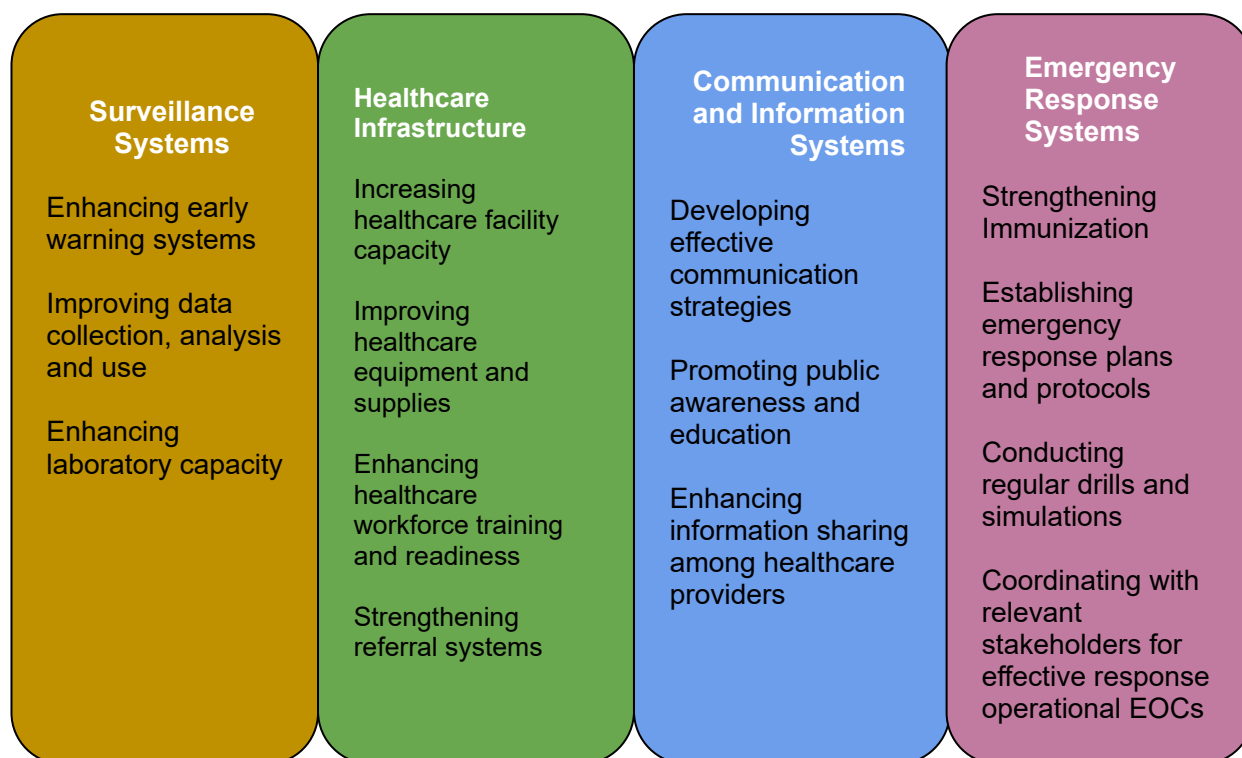 Surveillance
Systems
Enhancing early
warning systems
Improving data
collection, analysis
and use
Enhancing
laboratory capacity
Healthcare
Infrastructure
Increasing
healthcare facility
capacity
Improving
healthcare
equipment and
supplies
Enhancing
healthcare
workforce training
and readiness
Strengthening
referral systems
Communication
and Information
Systems
Developing
effective
communication
strategies
Promoting public
awareness and
education
Enhancing
information sharing
among healthcare
providers
Emergency
Response
Systems
Strengthening
Immunization
Establishing
emergency
response plans
and protocols
Conducting
regular drills and
simulations
Coordinating with
relevant
stakeholders for
effective response
operational EOCs